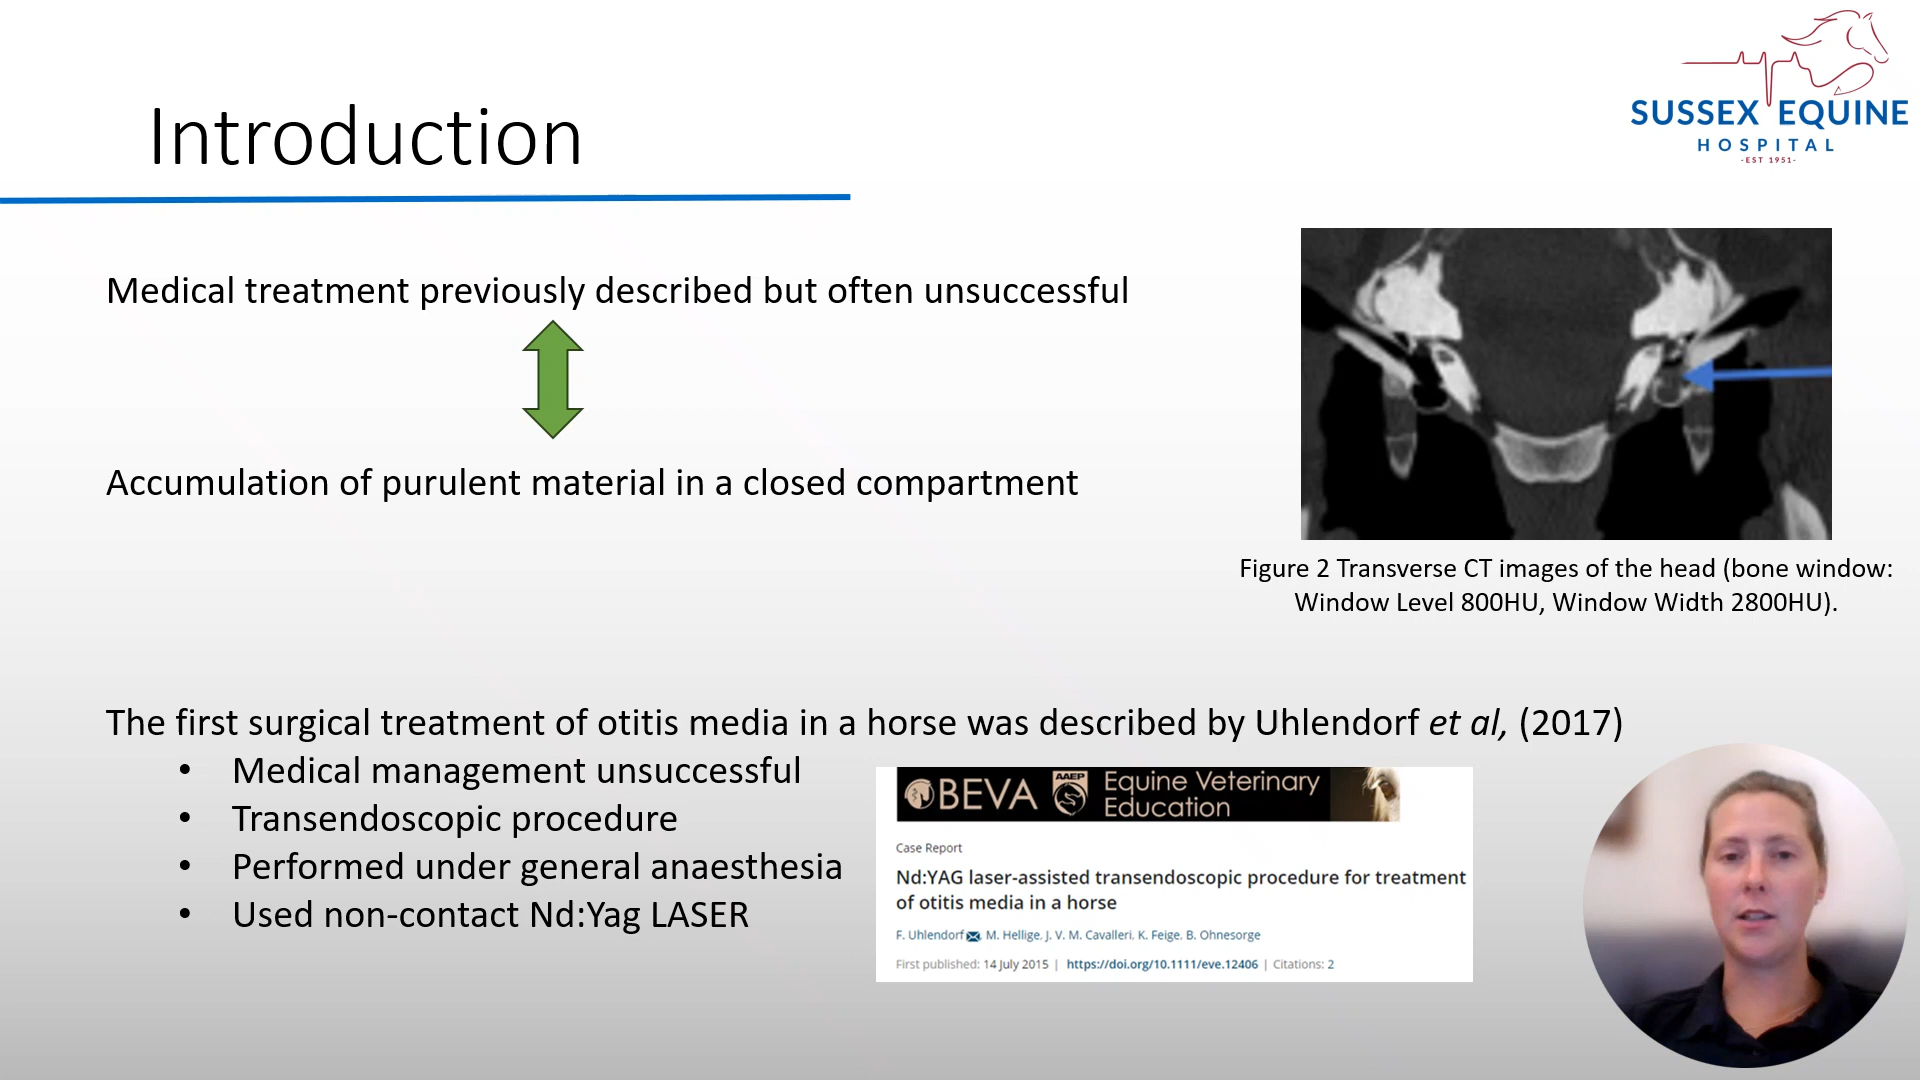 SUSSEX EQUINE
HOSPITAL
-EST 1951-
Introduction
Medical treatment previously described but often unsuccessful
Accumulation of purulent material in a closed compartment
Figure 2 Transverse CT images of the head (bone window:
Window Level 800HU, Window Width 2800HU).
The first surgical treatment of otitis media in a horse was described by Uhlendorf et al, (2017)
• Medical management unsuccessful
• Transendoscopic procedure
• Performed under general anaesthesia
• Used non-contact Nd:Yag LASER
BEVA AAEP Equine Veterinary
Education
Case Report
Nd:YAG laser-assisted transendoscopic procedure for treatment
of otitis media in a horse
F. Uhlendorf, M. Hellige, J. V. M. Cavalleri, K. Feige, B. Ohnesorge
First published: 14 July 2015 | https://doi.org/10.1111/eve.12406 | Citations: 2